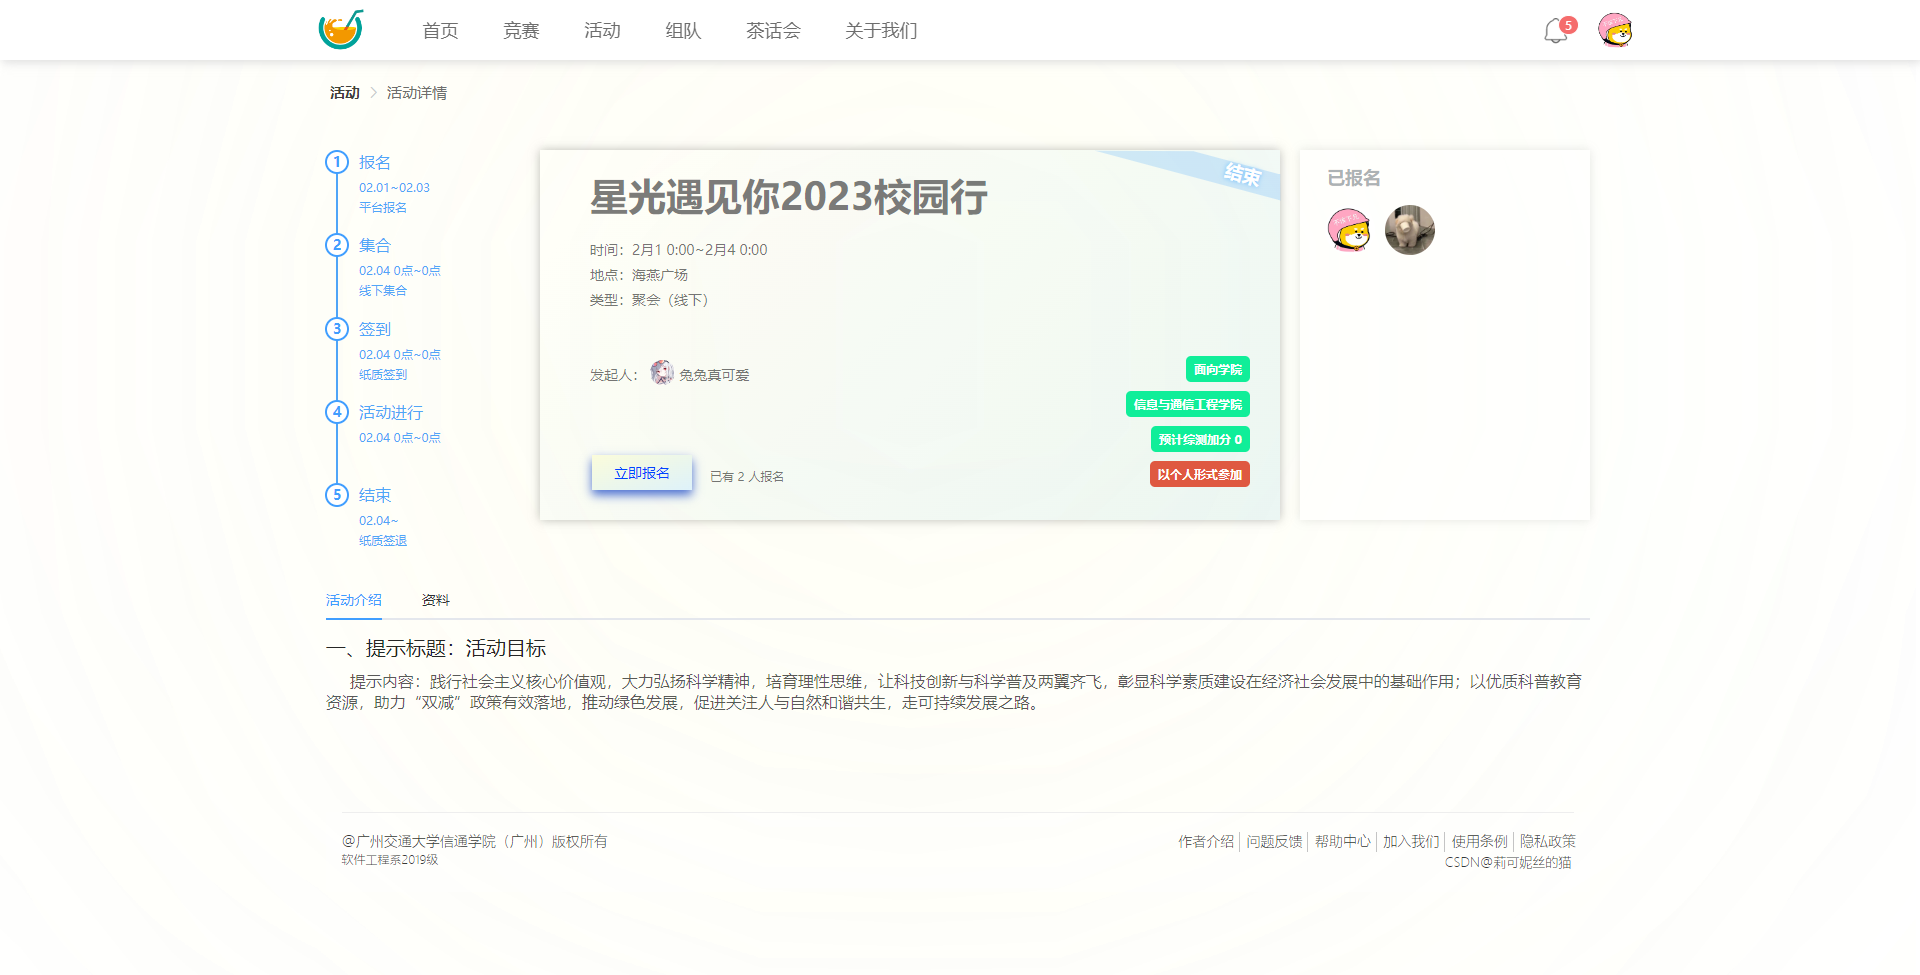 首页 竞赛 活动 组队 茶话会 关于我们 5
活动 > 活动详情
1 报名
02.01~02.03
平台报名
2 集合
02.04 0点~0点
线下集合
3 签到
02.04 0点~0点
纸质签到
4 活动进行
02.04 0点~0点
5 结束
02.04~
纸质签退
结束
星光遇见你2023校园行
时间：2月1 0:00~2月4 0:00
地点：海燕广场
类型：聚会（线下）
发起人： 兔兔真可爱
面向学院
信息与通信工程学院
预计综测加分 0
以个人形式参加
立即报名 已有 2 人报名
已报名
活动介绍 资料
一、提示标题：活动目标
提示内容：践行社会主义核心价值观，大力弘扬科学精神，培育理性思维，让科技创新与科学普及两翼齐飞，彰显科学素质建设在经济社会发展中的基础作用；以优质科普教育
资源，助力“双减”政策有效落地，推动绿色发展，促进关注人与自然和谐共生，走可持续发展之路。
@广州交通大学信通学院（广州）版权所有
软件工程系2019级
作者介绍 问题反馈 帮助中心 加入我们 使用条例 隐私政策
CSDN@莉可妮丝的猫